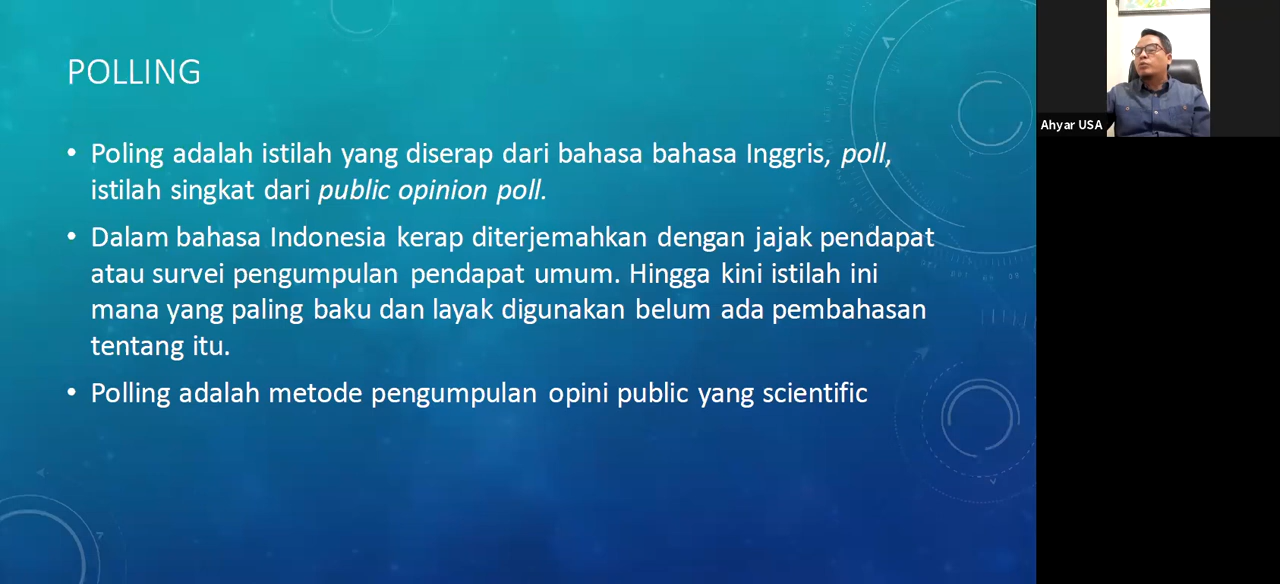 POLLING
• Poling adalah istilah yang diserap dari bahasa bahasa Inggris, poll,
istilah singkat dari public opinion poll.
• Dalam bahasa Indonesia kerap diterjemahkan dengan jajak pendapat
atau survei pengumpulan pendapat umum. Hingga kini istilah ini
mana yang paling baku dan layak digunakan belum ada pembahasan
tentang itu.
• Polling adalah metode pengumpulan opini public yang scientific
Ahyar USA